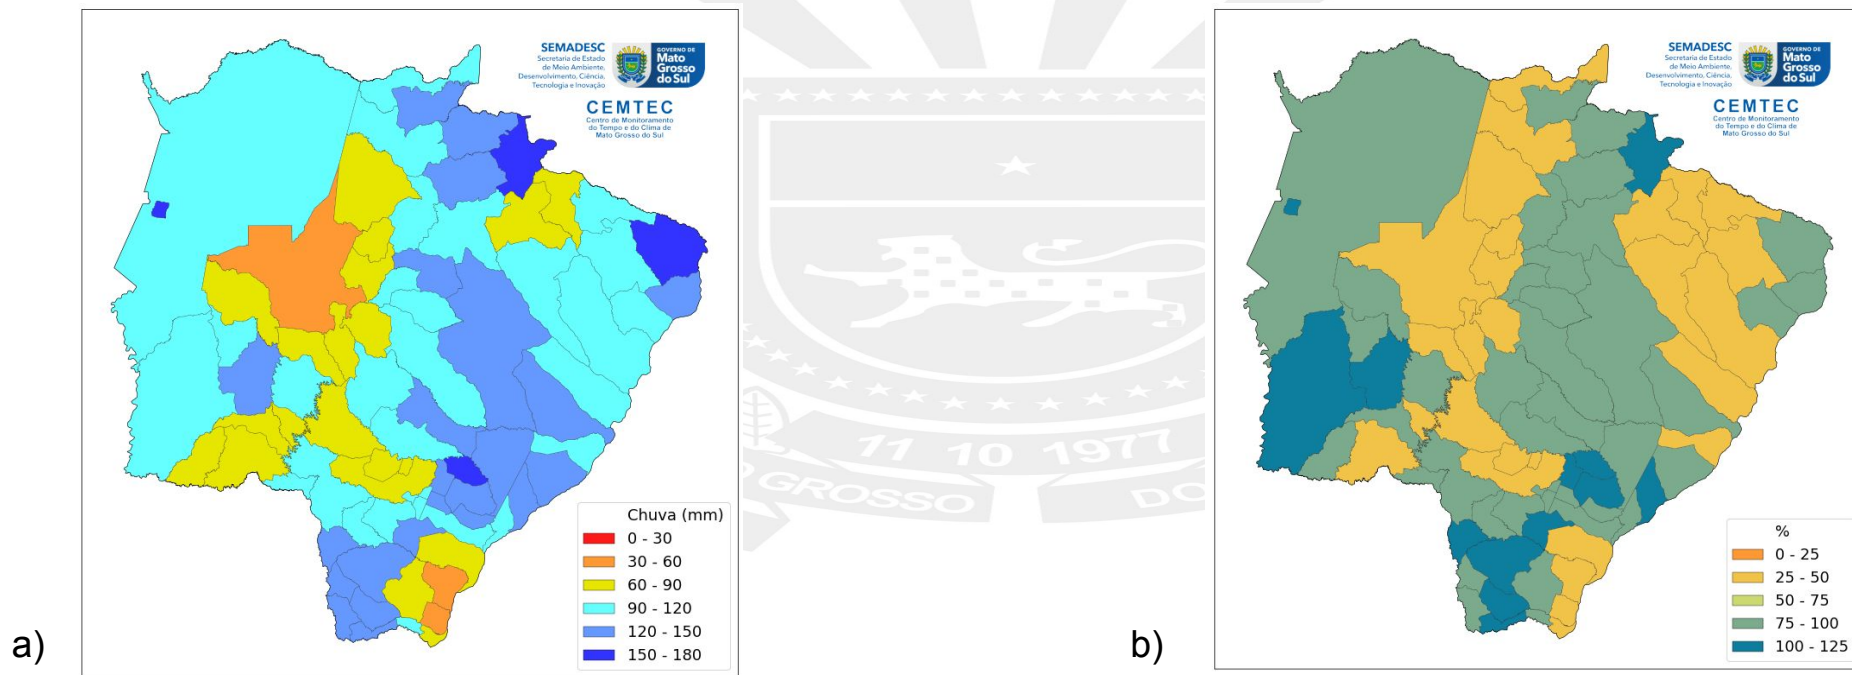 SEMADESC
Secretaria de Estado
de Meio Ambiente,
Desenvolvimento, Ciência,
Tecnologia e Inovação
GOVERNO DE
Mato
Grosso
do Sul
CEMTEC
Centro de Monitoramento
do Tempo e do Clima de
Mato Grosso do Sul
Chuva (mm)
0 - 30
30 - 60
60 - 90
90 - 120
120 - 150
150 - 180
a)
11 10 1977
GROSSO
DO
SEMADESC
Secretaria de Estado
de Meio Ambiente,
Desenvolvimento, Ciência,
Tecnologia e Inovação
GOVERNO DE
Mato
Grosso
do Sul
CEMTEC
Centro de Monitoramento
do Tempo e do Clima de
Mato Grosso do Sul
%
0 - 25
25 - 50
50 - 75
75 - 100
100 - 125
b)